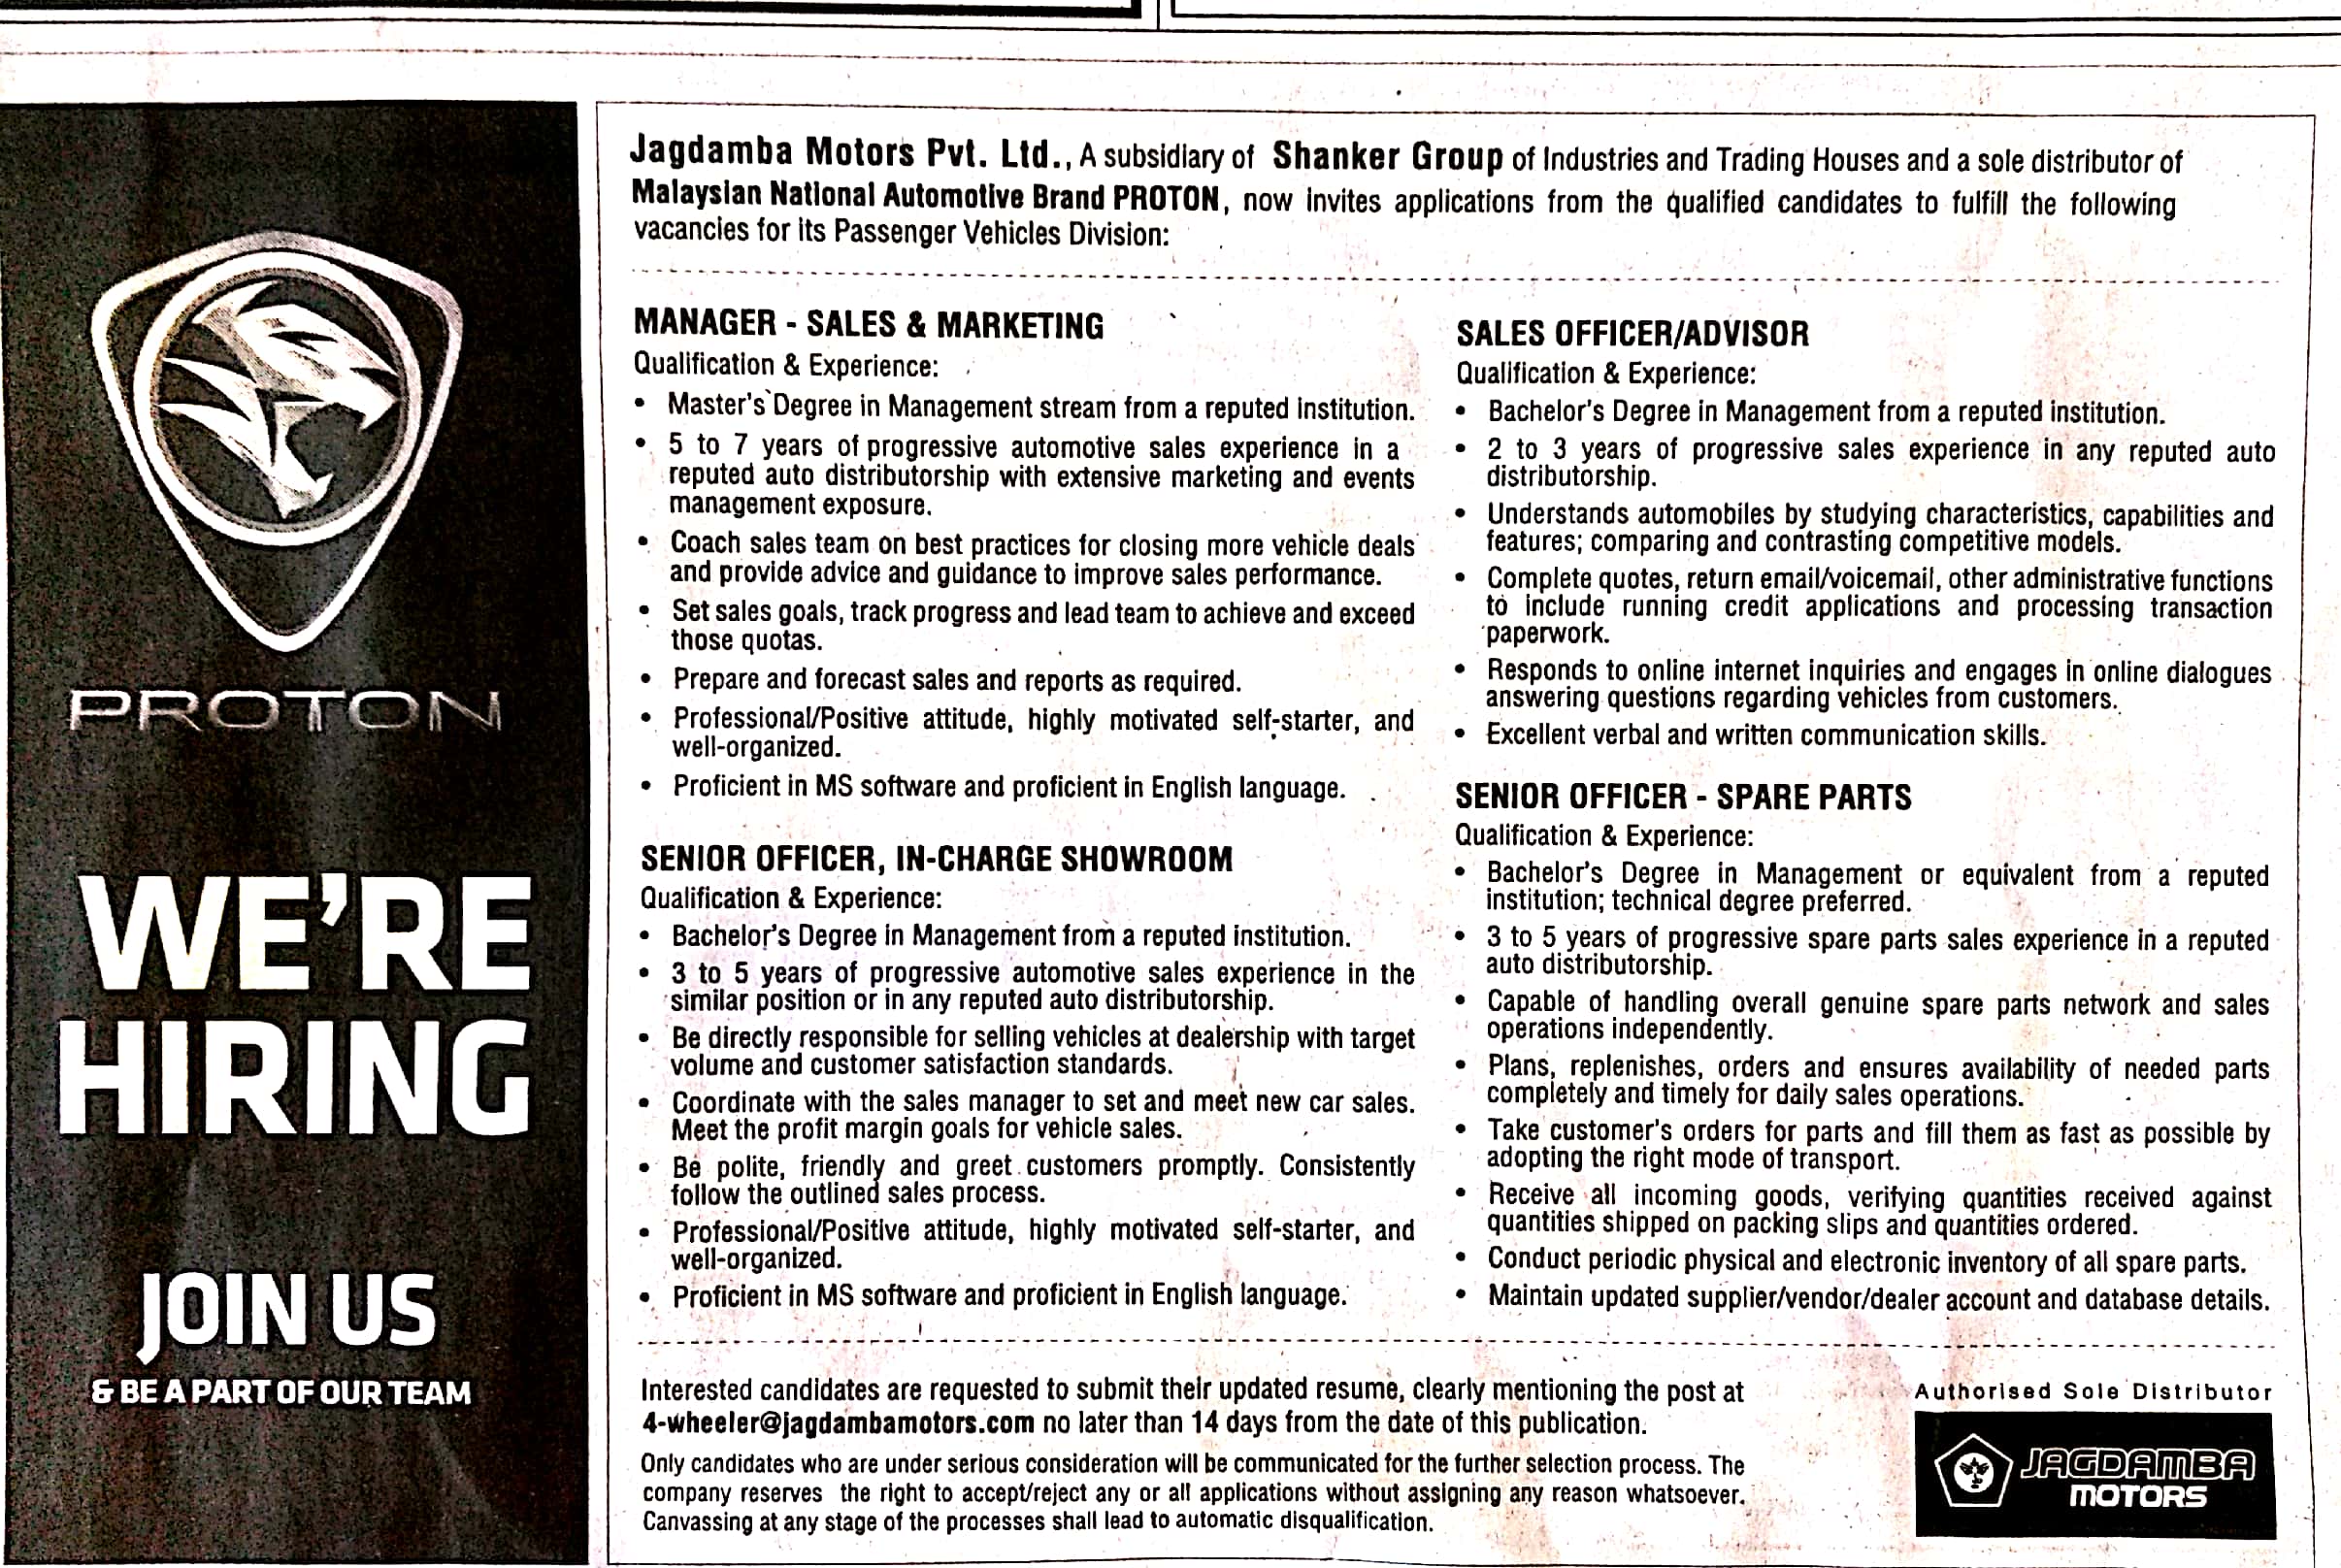 PROTON
WE'RE
HIRING
JOIN US
& BE A PART OF OUR TEAM
Jagdamba Motors Pvt. Ltd., A subsidiary of Shanker Group of Industries and Trading Houses and a sole distributor of
Malaysian National Automotive Brand PROTON, now invites applications from the qualified candidates to fulfill the following
vacancies for its Passenger Vehicles Division:
MANAGER - SALES & MARKETING
Qualification & Experience:
• Master's Degree in Management stream from a reputed institution.
• 5 to 7 years of progressive automotive sales experience in a
reputed auto distributorship with extensive marketing and events
management exposure.
• Coach sales team on best practices for closing more vehicle deals
and provide advice and guidance to improve sales performance.
• Set sales goals, track progress and lead team to achieve and exceed
those quotas.
• Prepare and forecast sales and reports as required.
• Professional/Positive attitude, highly motivated self-starter, and
well-organized.
• Proficient in MS software and proficient in English language.
SENIOR OFFICER, IN-CHARGE SHOWROOM
Qualification & Experience:
• Bachelor's Degree in Management from a reputed institution.
• 3 to 5 years of progressive automotive sales experience in the
similar position or in any reputed auto distributorship.
• Be directly responsible for selling vehicles at dealership with target
volume and customer satisfaction standards.
• Coordinate with the sales manager to set and meet new car sales.
Meet the profit margin goals for vehicle sales.
• Be polite, friendly and greet customers promptly. Consistently
follow the outlined sales process.
• Professional/Positive attitude, highly motivated self-starter, and
well-organized.
• Proficient in MS software and proficient in English language.
SALES OFFICER/ADVISOR
Qualification & Experience:
• Bachelor's Degree in Management from a reputed institution.
• 2 to 3 years of progressive sales experience in any reputed auto
distributorship.
• Understands automobiles by studying characteristics, capabilities and
features; comparing and contrasting competitive models.
• Complete quotes, return email/voicemail, other administrative functions
to include running credit applications and processing transaction
paperwork.
• Responds to online internet inquiries and engages in online dialogues
answering questions regarding vehicles from customers.
• Excellent verbal and written communication skills.
SENIOR OFFICER - SPARE PARTS
Qualification & Experience:
• Bachelor's Degree in Management or equivalent from a reputed
institution; technical degree preferred.
• 3 to 5 years of progressive spare parts sales experience in a reputed
auto distributorship.
• Capable of handling overall genuine spare parts network and sales
operations independently.
• Plans, replenishes, orders and ensures availability of needed parts
completely and timely for daily sales operations.
• Take customer's orders for parts and fill them as fast as possible by
adopting the right mode of transport.
• Receive all incoming goods, verifying quantities received against
quantities shipped on packing slips and quantities ordered.
• Conduct periodic physical and electronic inventory of all spare parts.
• Maintain updated supplier/vendor/dealer account and database details.
Interested candidates are requested to submit their updated resume, clearly mentioning the post at
4-wheeler@jagdambamotors.com no later than 14 days from the date of this publication.
Only candidates who are under serious consideration will be communicated for the further selection process. The
company reserves the right to accept/reject any or all applications without assigning any reason whatsoever.
Canvassing at any stage of the processes shall lead to automatic disqualification.
Authorised Sole Distributor
JAGDAMBA
MOTORS